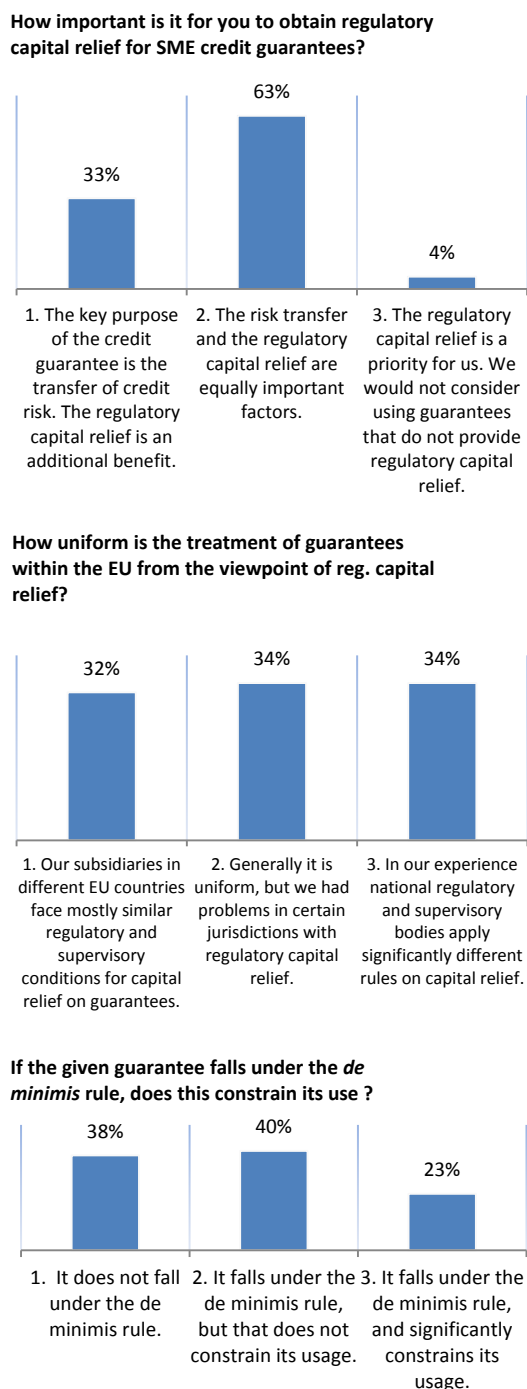 How important is it for you to obtain regulatory
capital relief for SME credit guarantees?
63%
33%
4%
1. The key purpose
of the credit
guarantee is the
transfer of credit
risk. The regulatory
capital relief is an
additional benefit.
2. The risk transfer
and the regulatory
capital relief are
equally important
factors.
3. The regulatory
capital relief is a
priority for us. We
would not consider
using guarantees
that do not provide
regulatory capital
relief.
How uniform is the treatment of guarantees
within the EU from the viewpoint of reg. capital
relief?
32%
34%
34%
1. Our subsidiaries in
different EU countries
face mostly similar
regulatory and
supervisory
conditions for capital
relief on guarantees.
2. Generally it is
uniform, but we had
problems in certain
jurisdictions with
regulatory capital
relief.
3. In our experience
national regulatory
and supervisory
bodies apply
significantly different
rules on capital relief.
If the given guarantee falls under the de
minimis rule, does this constrain its use ?
38%
40%
23%
1. It does not fall
under the de
minimis rule.
2. It falls under the
de minimis rule,
but that does not
constrain its usage.
3. It falls under the
de minimis rule,
and significantly
constrains its
usage.